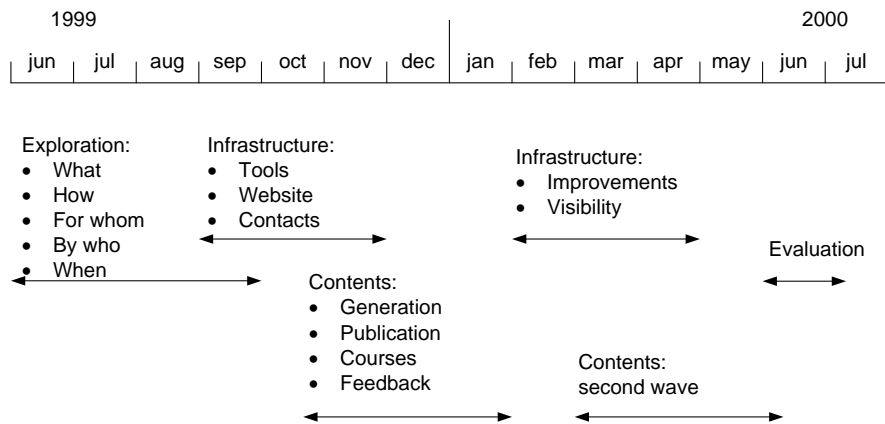 1999 2000
jun jul aug sep oct nov dec jan feb mar apr may jun jul
Exploration:
• What
• How
• For whom
• By who
• When
Infrastructure:
• Tools
• Website
• Contacts
Contents:
• Generation
• Publication
• Courses
• Feedback
Infrastructure:
• Improvements
• Visibility
Contents:
second wave
Evaluation